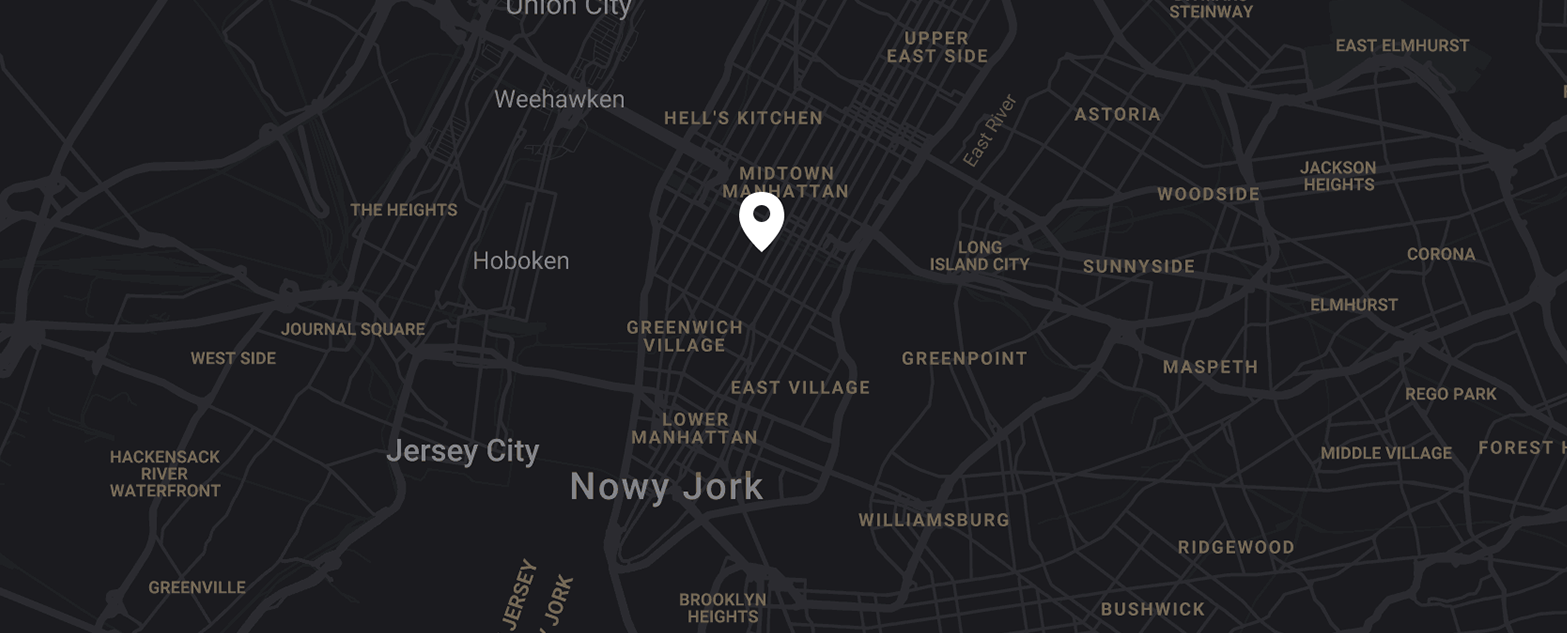 Union City
STEINWAY
UPPER
EAST SIDE
EAST ELMHURST
Weehawken
HELL'S KITCHEN
East River
ASTORIA
MIDTOWN
MANHATTAN
JACKSON
HEIGHTS
WOODSIDE
THE HEIGHTS
Hoboken
LONG
ISLAND CITY
SUNNYSIDE
CORONA
ELMHURST
JOURNAL SQUARE
GREENWICH
VILLAGE
WEST SIDE
GREENPOINT
MASPETH
EAST VILLAGE
REGO PARK
LOWER
MANHATTAN
Jersey City
MIDDLE VILLAGE
FOREST H
HACKENSACK
RIVER
WATERFRONT
Nowy Jork
WILLIAMSBURG
RIDGEWOOD
GREENVILLE
JERSEY
JORK
BROOKLYN
HEIGHTS
BUSHWICK